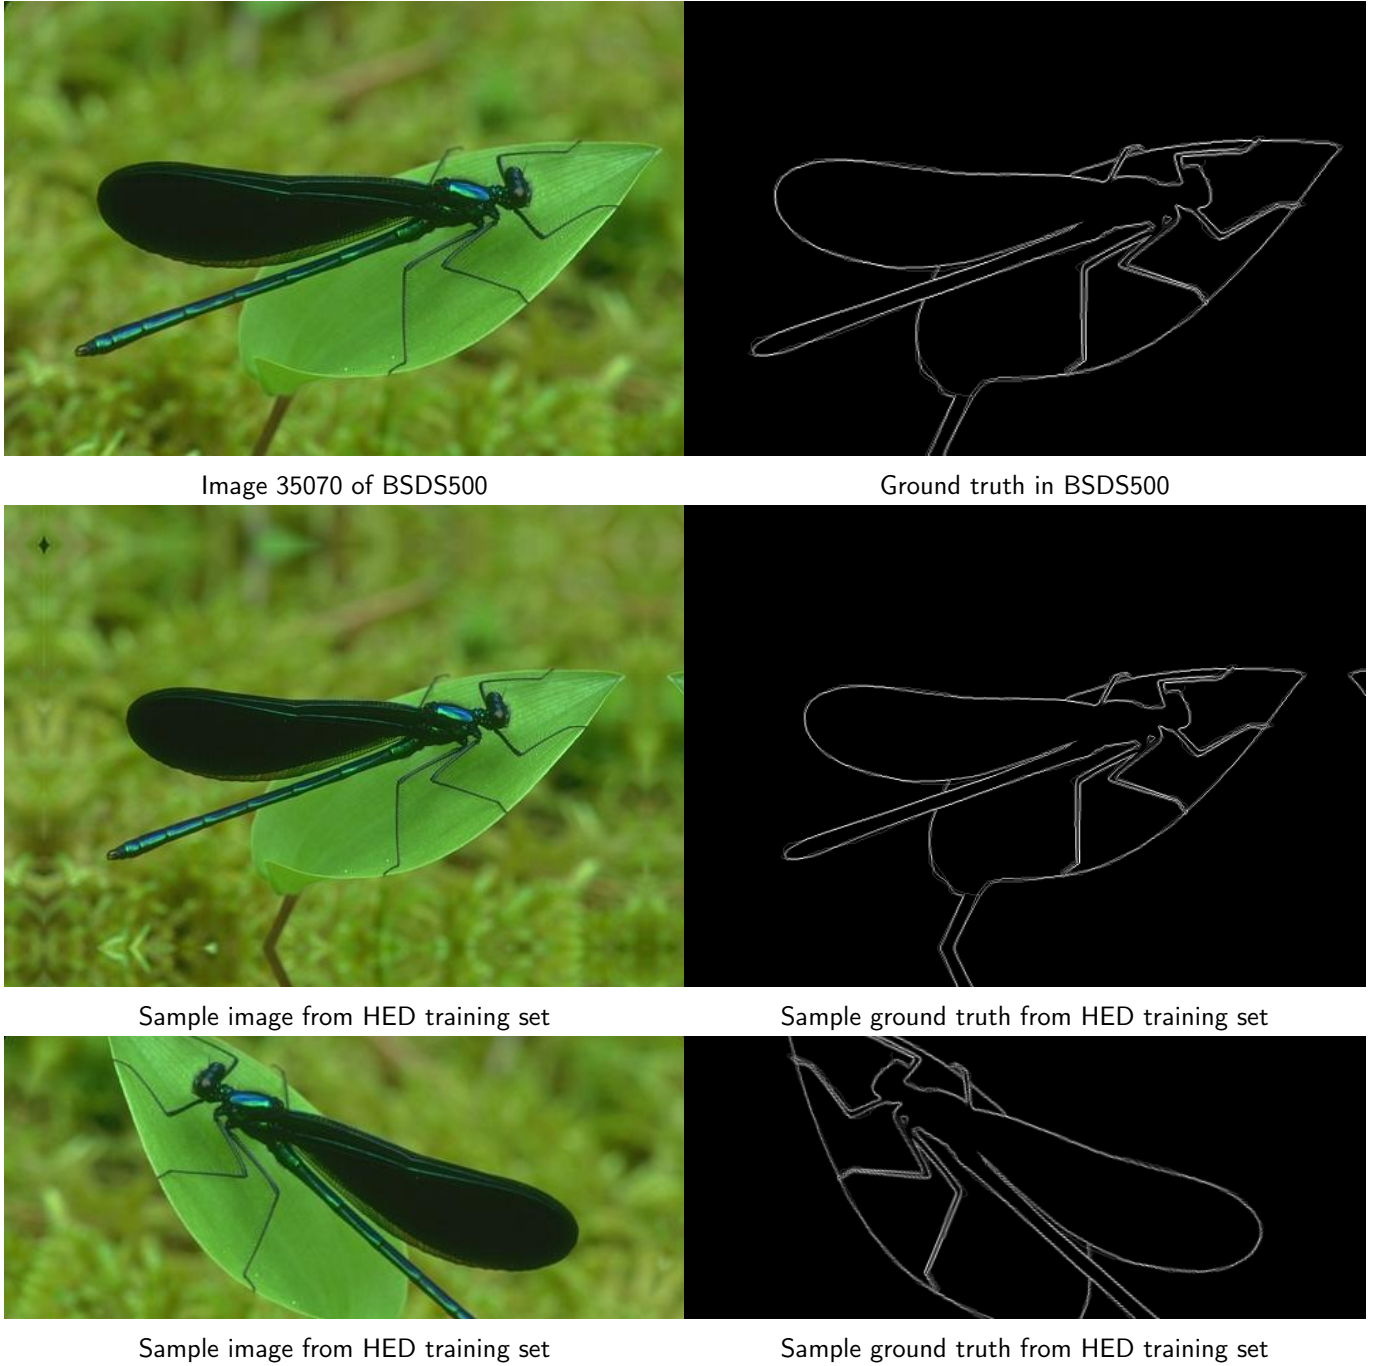 Image 35070 of BSDS500
Ground truth in BSDS500
Sample image from HED training set
Sample ground truth from HED training set
Sample image from HED training set
Sample ground truth from HED training set